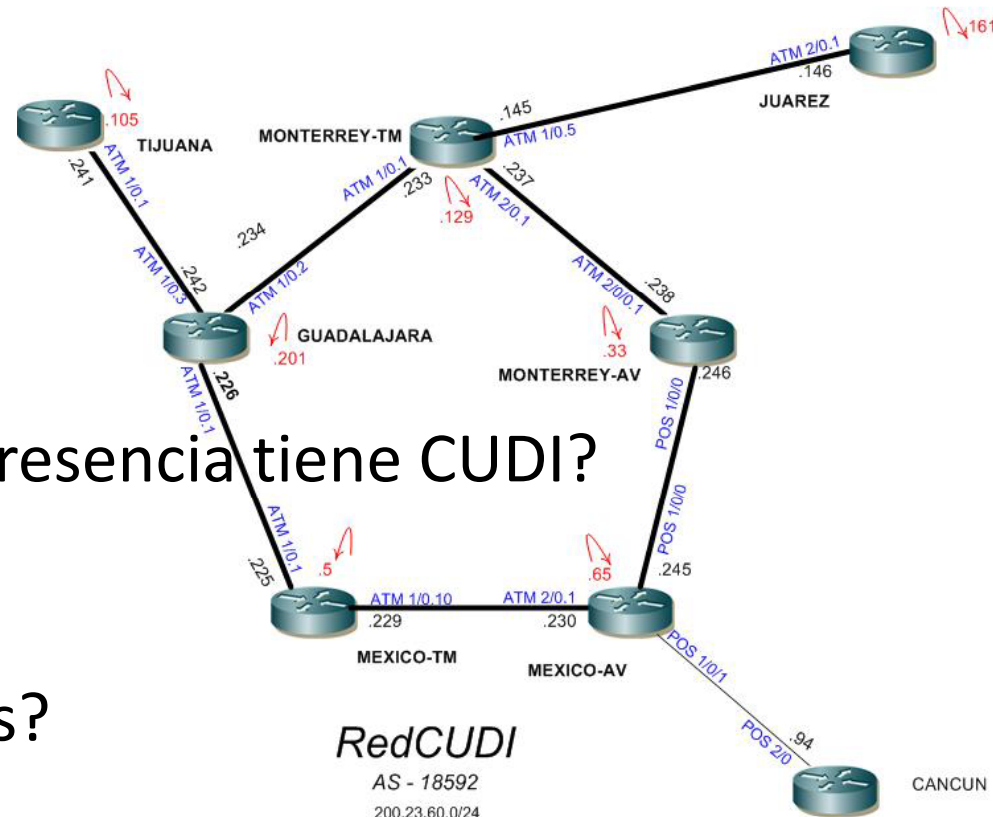 ATM 2/0.1
.161
.146
JUAREZ
.145
ATM 1/0.5
MONTERREY-TM
.105
TIJUANA
.241
ATM 1/0.1
ATM 1/0.1
.233
.237
ATM 2/0.1
.129
.234
ATM 1/0.2
.242
ATM 1/0.3
ATM 2/0/0.1
.238
GUADALAJARA
.201
.33
MONTERREY-AV
.246
.226
ATM 1/0.1
POS 1/0/0
resencia tiene CUDI?
ATM 1/0.1
.225
.5
POS 1/0/0
.245
.65
ATM 1/0.10
.229
ATM 2/0.1
.230
MEXICO-TM
MEXICO-AV
POS 1/0/1
s?
POS 2/0
.94
CANCUN
RedCUDI
AS - 18592
200.23.60.0/24